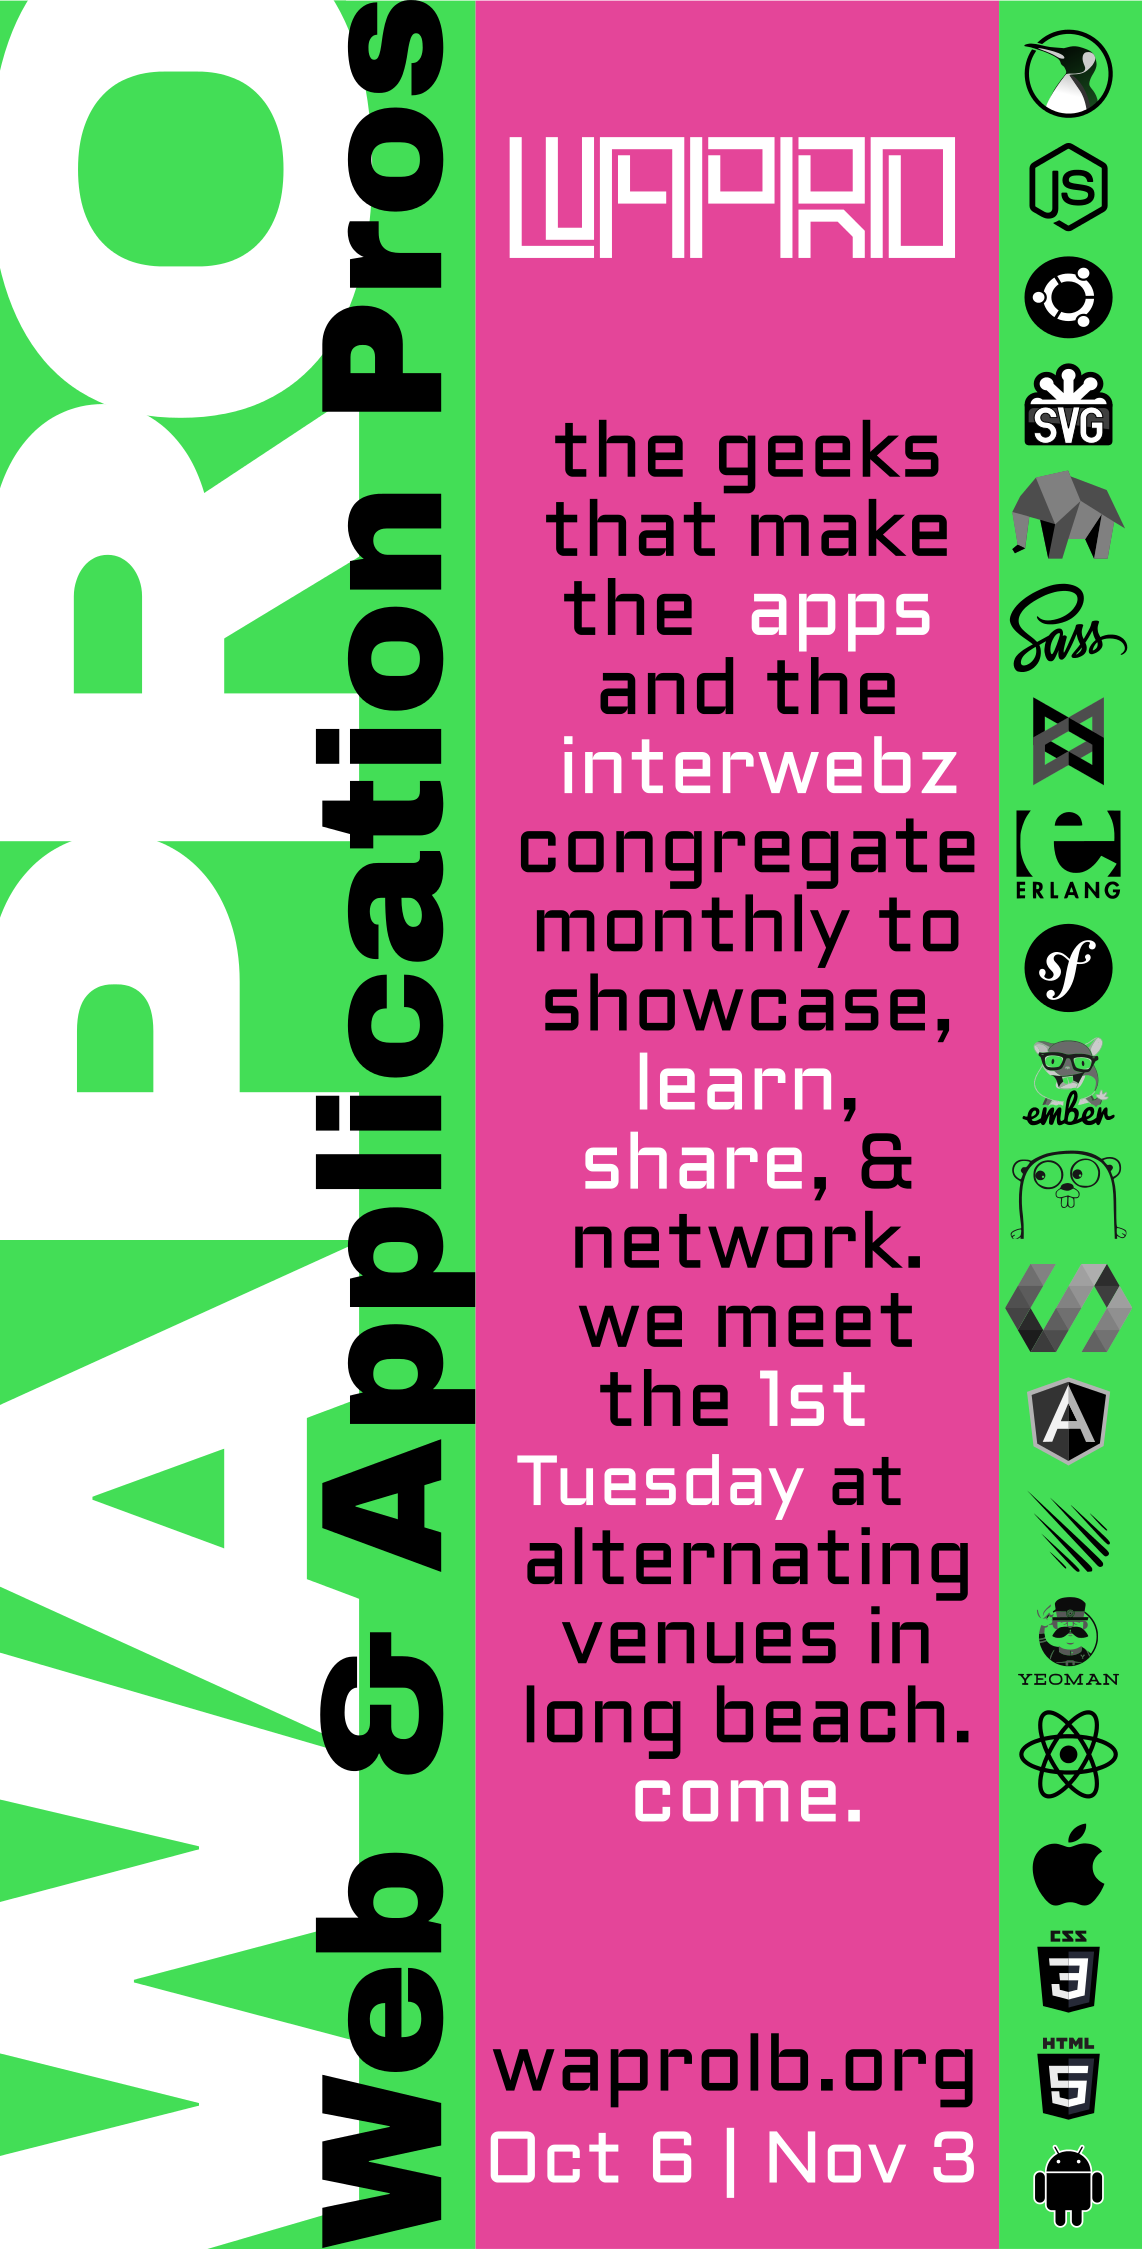 WAPRO
Web & Application Pros
WAPRO
the geeks
that make
the apps
and the
interwebz
congregate
monthly to
showcase,
learn,
share, &
network.
we meet
the 1st
Tuesday at
alternating
venues in
long beach.
come.
waprolb.org
Oct 6 | Nov 3
JS
SVG
Sass
e
ERLANG
sf
ember
A
YEOMAN
CSS
3
HTML
5